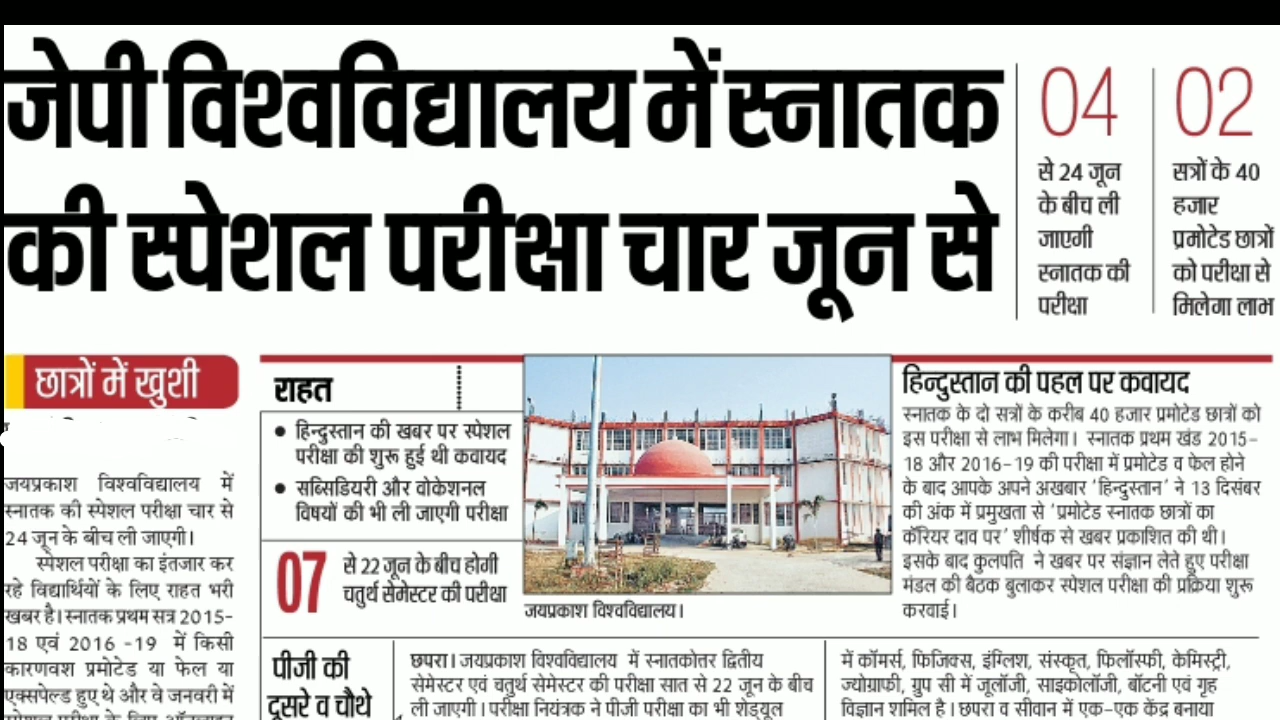 जेपी विश्वविद्यालय में स्नातक
की स्पेशल परीक्षा चार जून से
04
से 24 जून
के बीच ली
जाएगी
स्नातक की
परीक्षा
02
सत्रों के 40
हजार
प्रमोटेड छात्रों
को परीक्षा से
मिलेगा लाभ
छात्रों में खुशी
जयप्रकाश विश्वविद्यालय में
स्नातक की स्पेशल परीक्षा चार से
24 जून के बीच ली जाएगी।
स्पेशल परीक्षा का इंतजार कर
रहे विद्यार्थियों के लिए राहत भरी
खबर है। स्नातक प्रथम सत्र 2015-
18 एवं 2016 -19 में किसी
कारणवश प्रमोटेड या फेल या
एक्सपेल्ड हुए थे और वे जनवरी में
राहत
• हिन्दुस्तान की खबर पर स्पेशल
परीक्षा की शुरू हुई थी कवायद
• सब्सिडियरी और वोकेशनल
विषयों की भी ली जाएगी परीक्षा
07
से 22 जून के बीच होगी
चतुर्थ सेमेस्टर की परीक्षा
जयप्रकाश विश्वविद्यालय।
हिन्दुस्तान की पहल पर कवायद
स्नातक के दो सत्रों के करीब 40 हजार प्रमोटेड छात्रों को
इस परीक्षा से लाभ मिलेगा। स्नातक प्रथम खंड 2015-
18 और 2016-19 की परीक्षा में प्रमोटेड व फेल होने
के बाद आपके अपने अखबार 'हिन्दुस्तान' ने 13 दिसंबर
की अंक में प्रमुखता से 'प्रमोटेड स्नातक छात्रों का
कॅरियर दाव पर' शीर्षक से खबर प्रकाशित की थी।
इसके बाद कुलपति ने खबर पर संज्ञान लेते हुए परीक्षा
मंडल की बैठक बुलाकर स्पेशल परीक्षा की प्रक्रिया शुरू
करवाई।
पीजी की
दूसरे व चौथे
छपरा। जयप्रकाश विश्वविद्यालय में स्नातकोत्तर द्वितीय
सेमेस्टर एवं चतुर्थ सेमेस्टर की परीक्षा सात से 22 जून के बीच
ली जाएगी। परीक्षा नियंत्रक ने पीजी परीक्षा का भी शेड्यूल
में कॉमर्स, फिजिक्स, इंग्लिश, संस्कृत, फिलॉस्फी, केमिस्ट्री,
ज्योग्राफी, ग्रुप सी में जूलॉजी, साइकोलॉजी, बॉटनी एवं गृह
विज्ञान शमिल है। छपरा व सीवान में एक-एक केंद्र बनाया